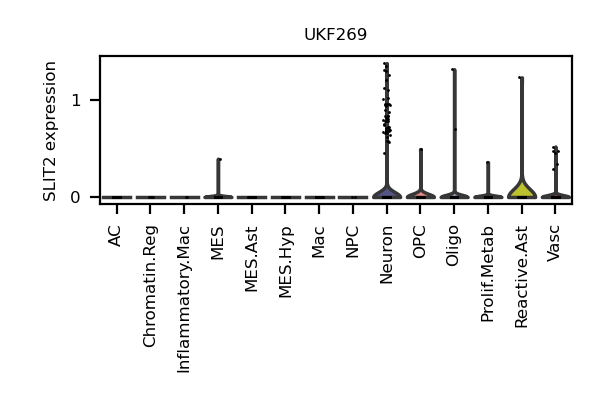 UKF269
SLIT2 expression
1
0
AC
Chromatin.Reg
Inflammatory.Mac
MES
MES.Ast
MES.Hyp
Mac
NPC
Neuron
OPC
Oligo
Prolif.Metab
Reactive.Ast
Vasc